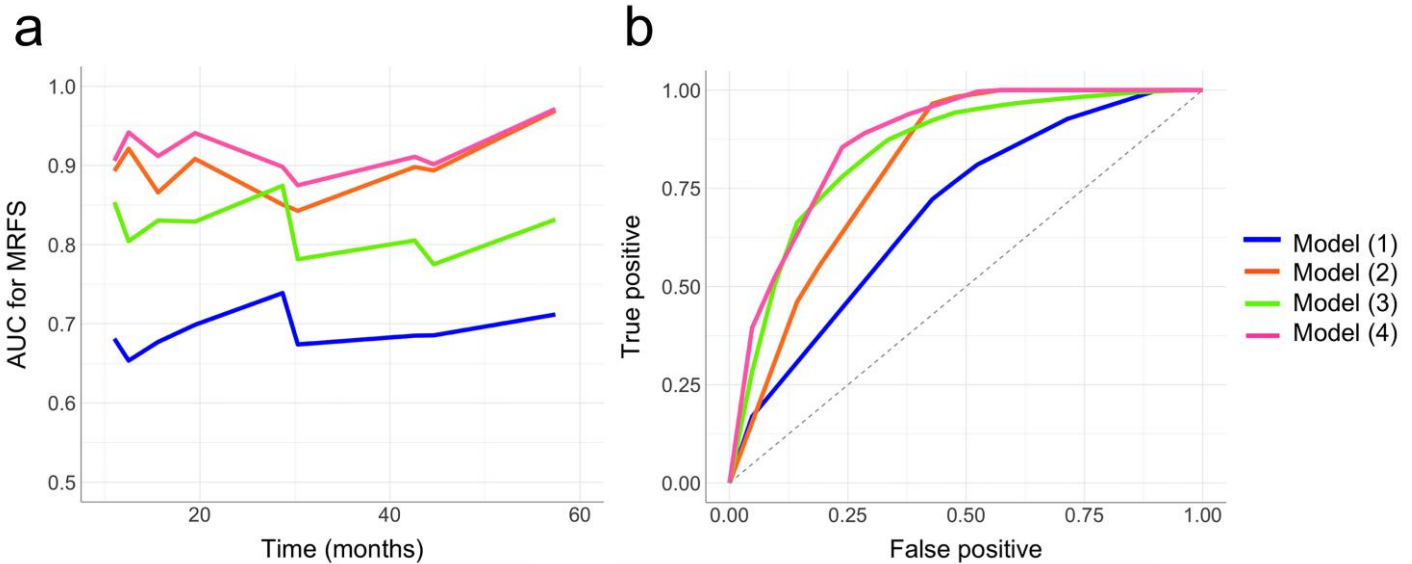 a
AUC for MRFS
1.0
0.9
0.8
0.7
0.6
0.5
20
40
60
Time (months)
b
True positive
1.00
0.75
0.50
0.25
0.00
0.00
0.25
0.50
0.75
1.00
False positive
Model (1)
Model (2)
Model (3)
Model (4)